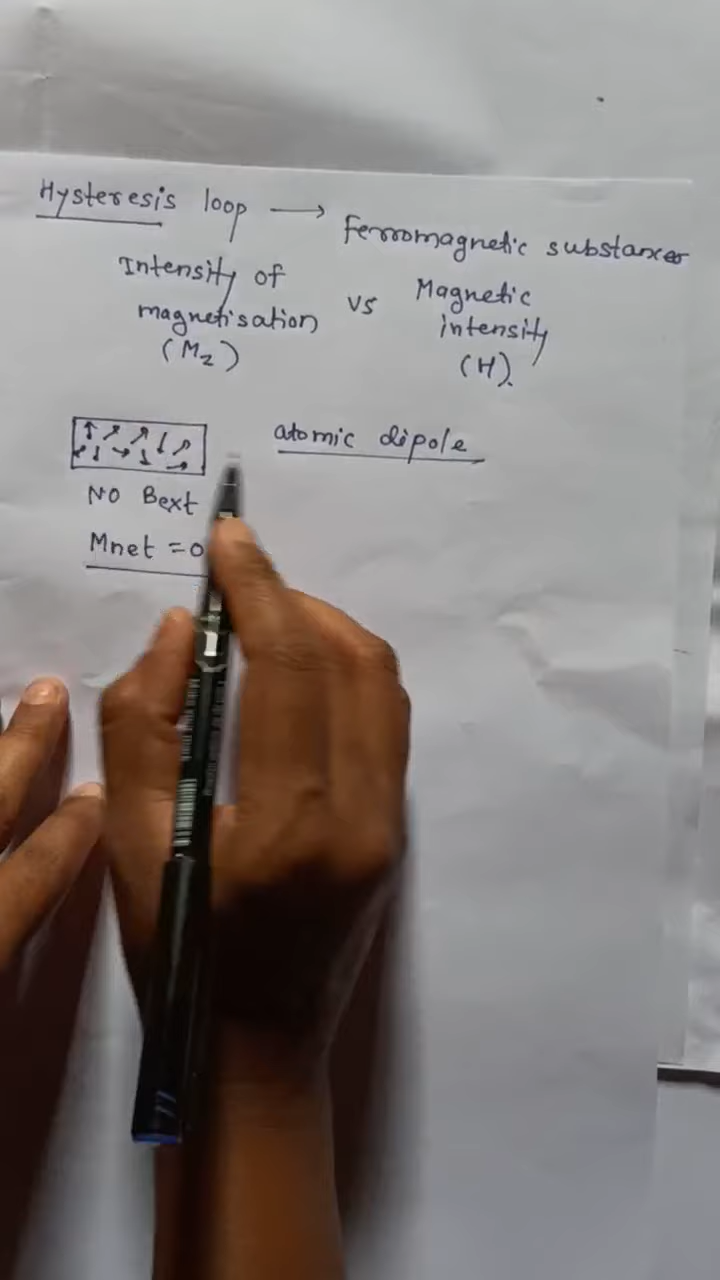 Hysteresis loop → Ferromagnetic substances
Intensity of
magnetisation
(Mz)
vs
Magnetic
intensity
(H).
atomic dipole
NO Bext
Mnet = 0